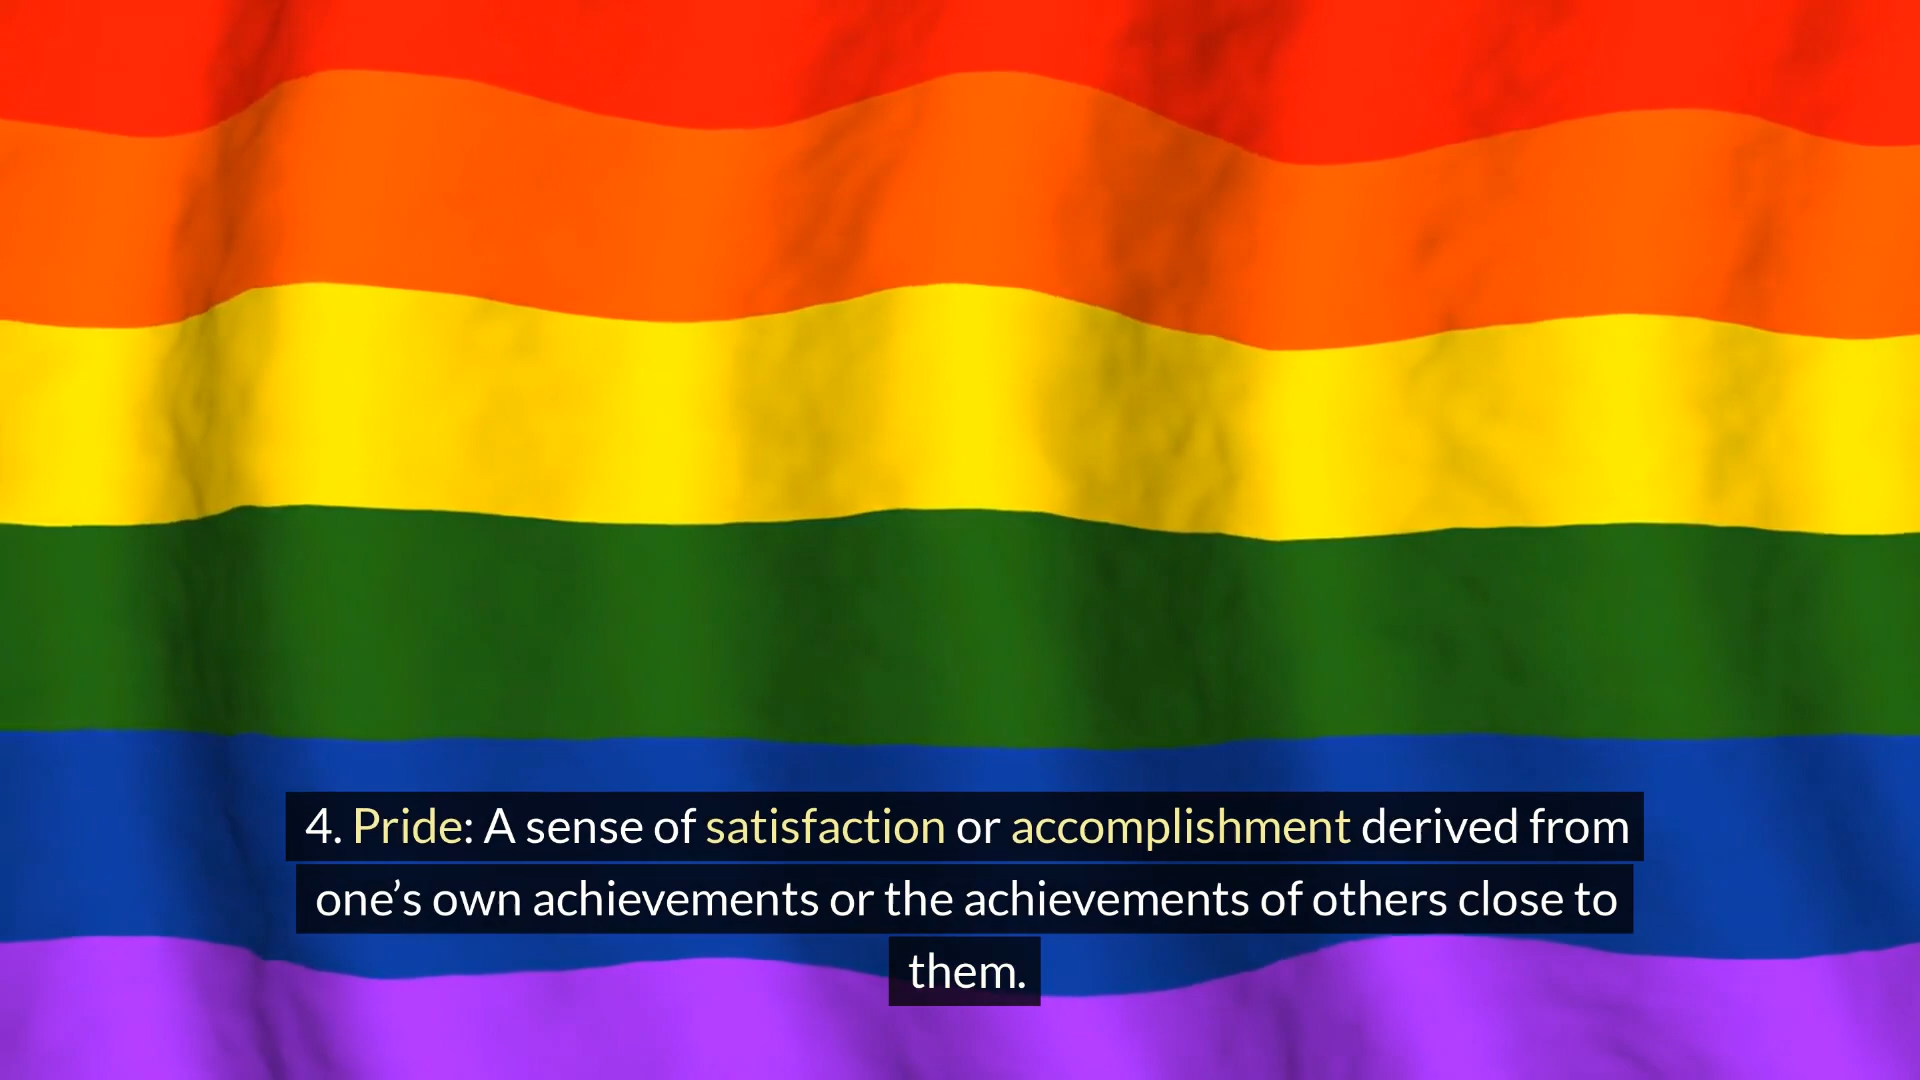 4. Pride: A sense of satisfaction or accomplishment derived from
one’s own achievements or the achievements of others close to
them.